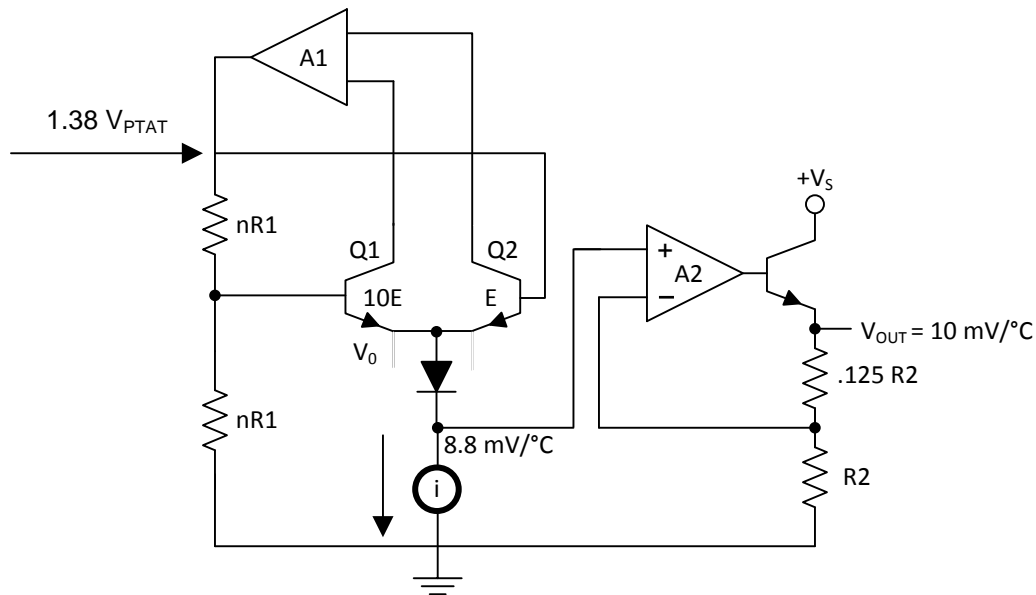 A1
1.38 VPTAT
+VS
nR1
Q1
Q2
+
A2
10E
E
−
V0
VOUT = 10 mV/°C
.125 R2
nR1
8.8 mV/°C
i
R2